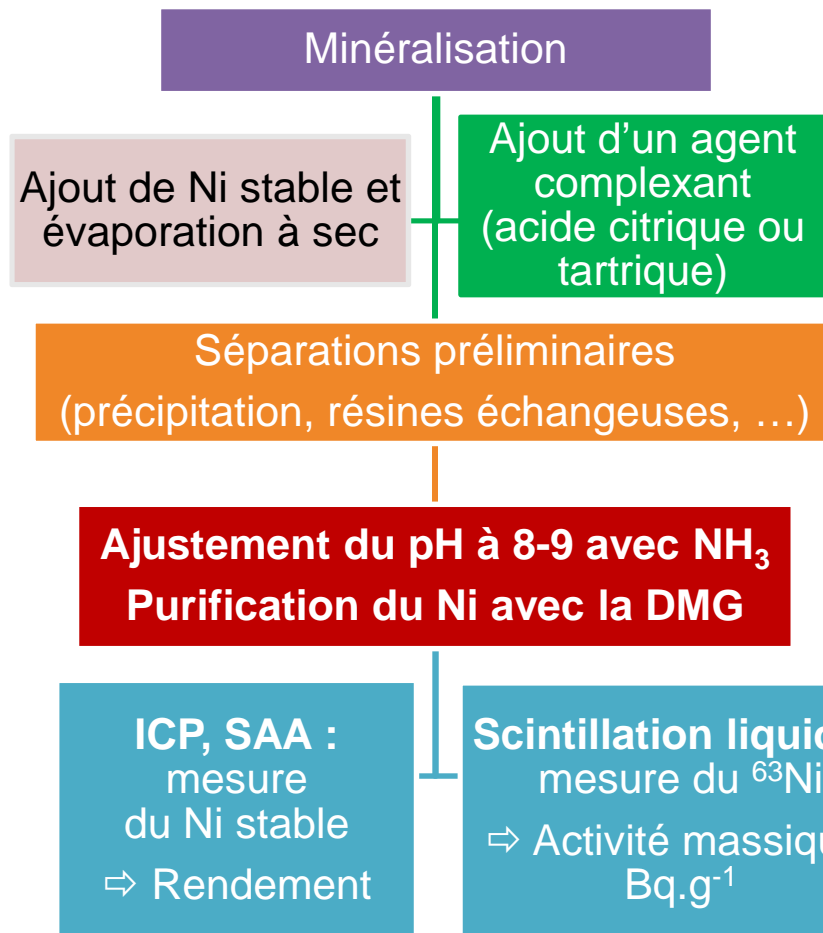 Minéralisation
Ajout de Ni stable et
évaporation à sec
Ajout d’un agent
complexant
(acide citrique ou
tartrique)
Séparations préliminaires
(précipitation, résines échangeuses, …)
Ajustement du pH à 8-9 avec NH₃
Purification du Ni avec la DMG
ICP, SAA :
mesure
du Ni stable
⇨ Rendement
Scintillation
mesure du ⁶³Ni
⇨ Activité
Bq.g⁻¹